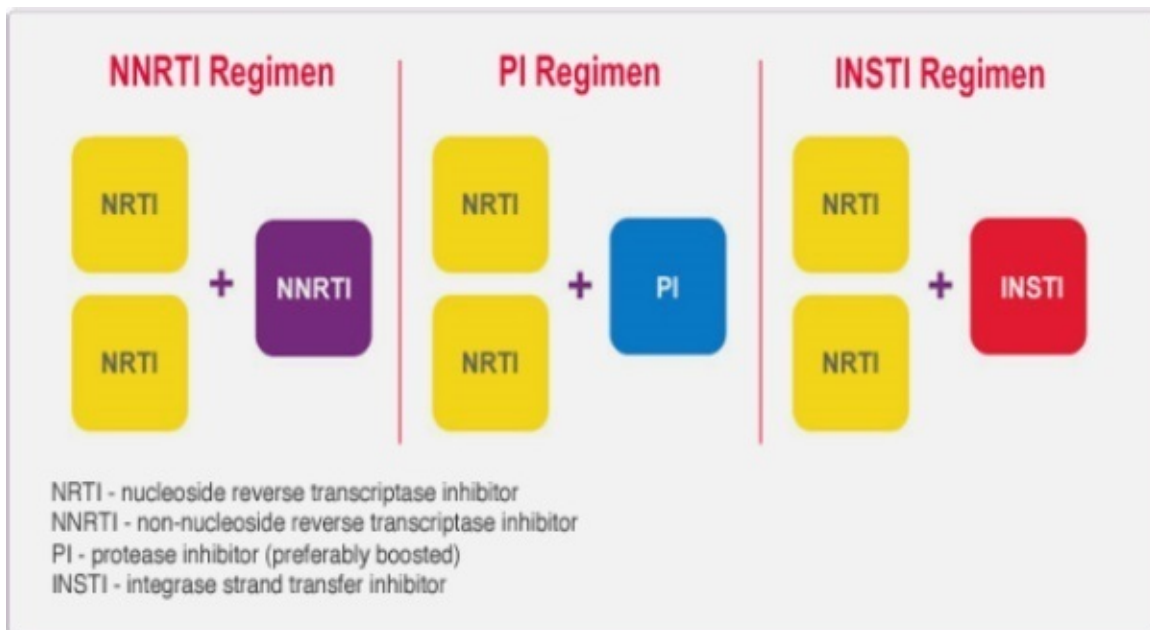 NNRTI Regimen
PI Regimen
INSTI Regimen
NRTI
NRTI
+
NNRTI
NRTI
NRTI
+
PI
NRTI
NRTI
+
INSTI
NRTI - nucleoside reverse transcriptase inhibitor
NNRTI - non-nucleoside reverse transcriptase inhibitor
PI - protease inhibitor (preferably boosted)
INSTI - integrase strand transfer inhibitor